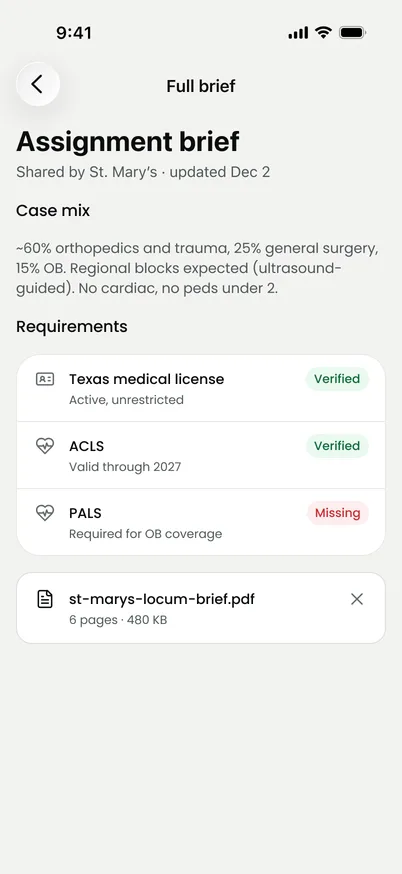 9:41
Full brief
Assignment brief
Shared by St. Mary's · updated Dec 2
Case mix
~60% orthopedics and trauma, 25% general surgery,
15% OB. Regional blocks expected (ultrasound-
guided). No cardiac, no peds under 2.
Requirements
Texas medical license
Verified
Active, unrestricted
ACLS
Verified
Valid through 2027
PALS
Missing
Required for OB coverage
st-marys-locum-brief.pdf
6 pages · 480 KB